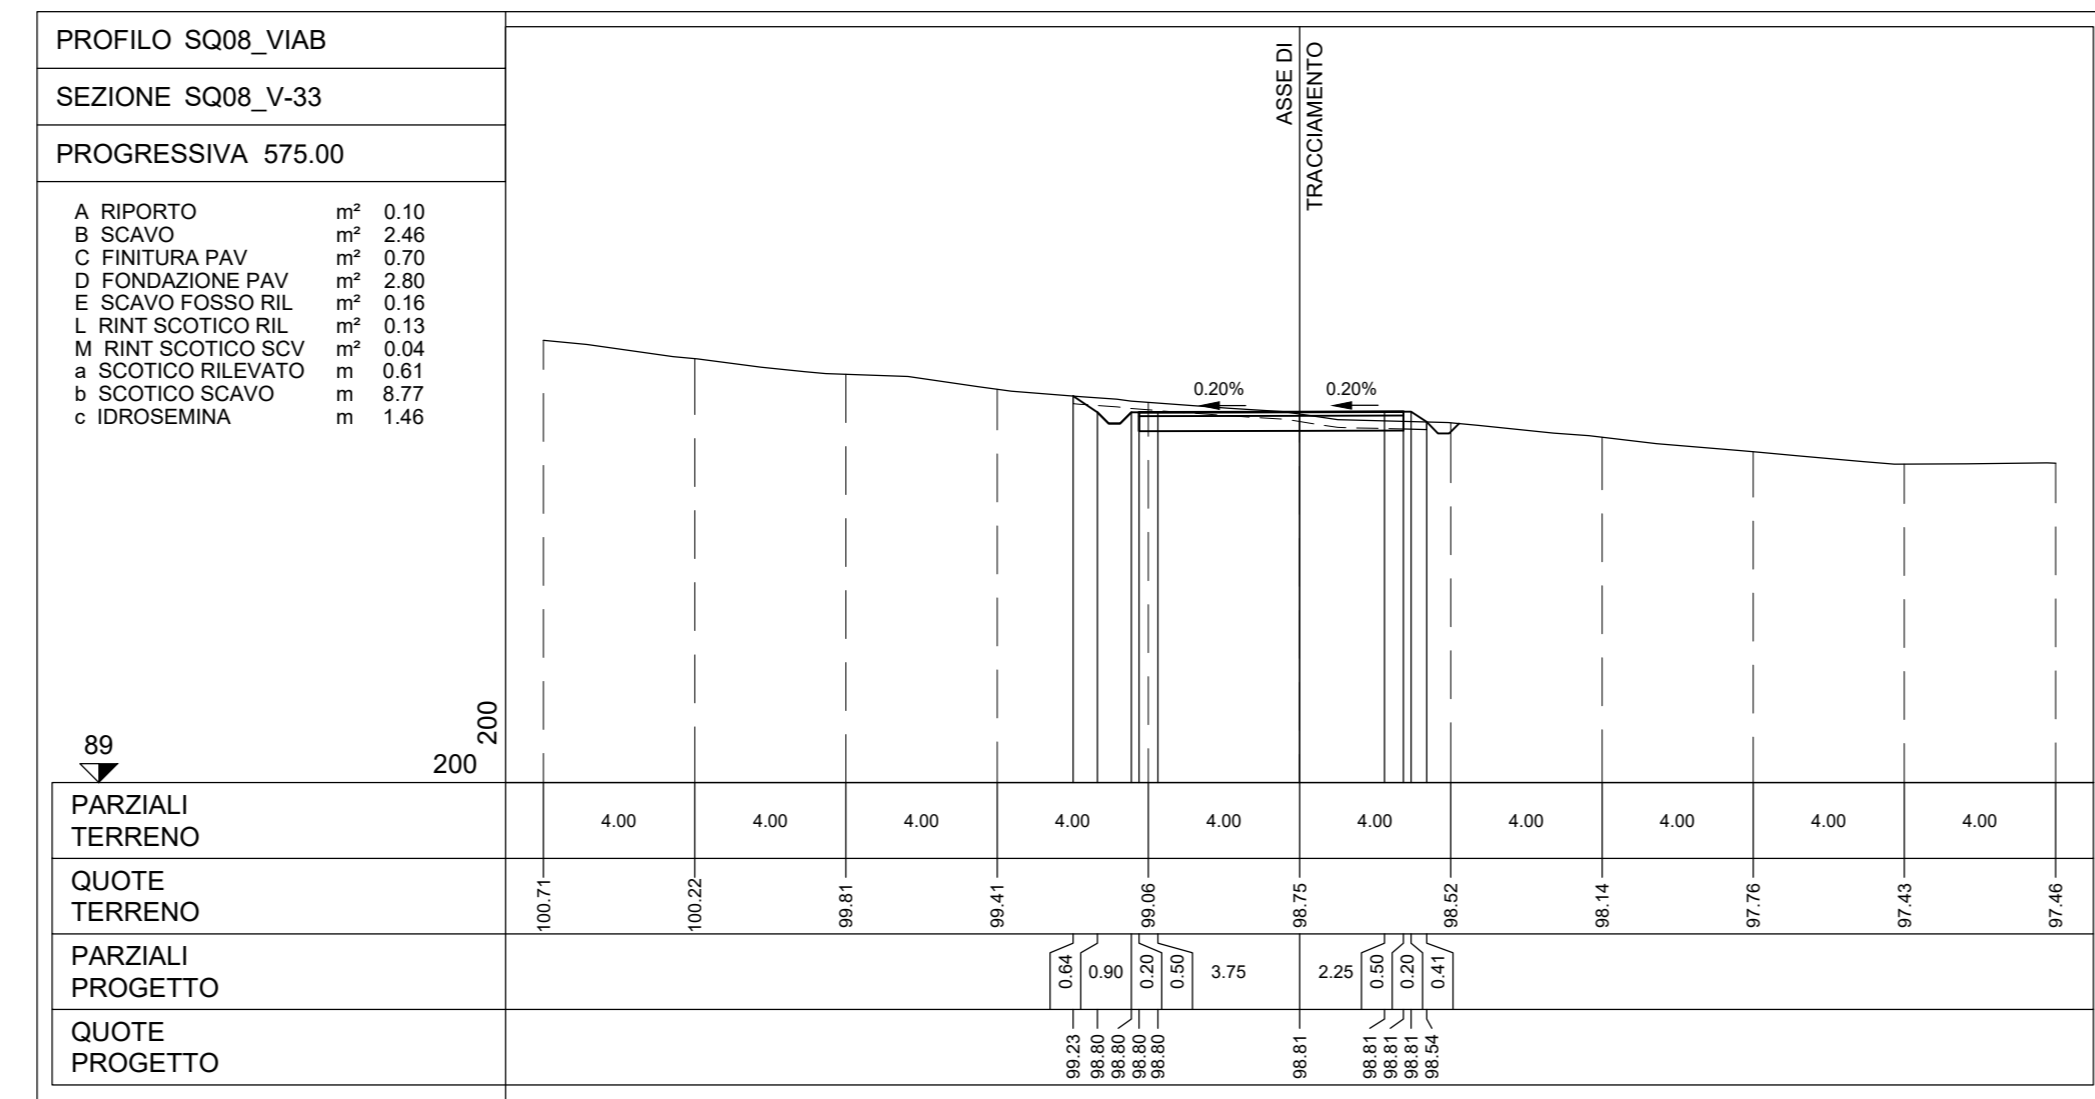 PROFILO SQ08_VIAB
SEZIONE SQ08_V-33
PROGRESSIVA 575.00
A RIPORTO m² 0.10
B SCAVO m² 2.46
C FINITURA PAV m² 0.70
D FONDAZIONE PAV m² 2.80
E SCAVO FOSSO RIL m² 0.16
L RINT SCOTICO RIL m² 0.13
M RINT SCOTICO SCV m² 0.04
a SCOTICO RILEVATO m 0.61
b SCOTICO SCAVO m 8.77
c IDROSEMINA m 1.46
ASSE DI
TRACCIAMENTO
0.20% 0.20%
200
89
200
PARZIALI
TERRENO
4.00 4.00 4.00 4.00 4.00 4.00 4.00 4.00 4.00 4.00
QUOTE
TERRENO
100.71 100.22 99.81 99.41 99.06 98.75 98.52 98.14 97.76 97.43 97.46
PARZIALI
PROGETTO
0.64 0.90 0.20 0.50 3.75 2.25 0.50 0.20 0.41
QUOTE
PROGETTO
99.23 98.80 98.80 98.80 98.80 98.81 98.81 98.81 98.81 98.54